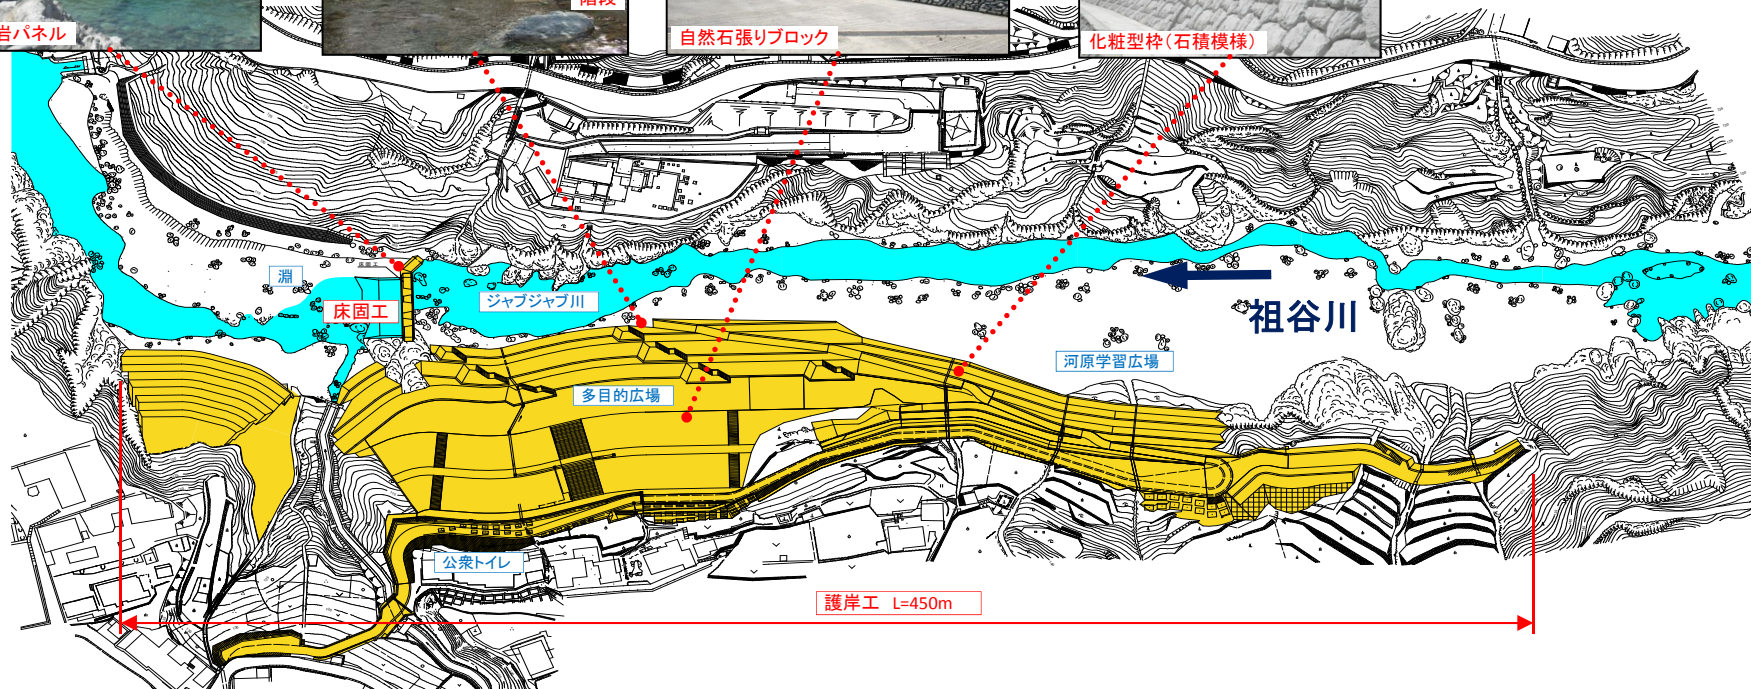 岩パネル
階段
自然石張りブロック
化粧型枠（石積模様）
淵
床固工
ジャブジャブ川
祖谷川
河原学習広場
多目的広場
公衆トイレ
護岸工 L=450m